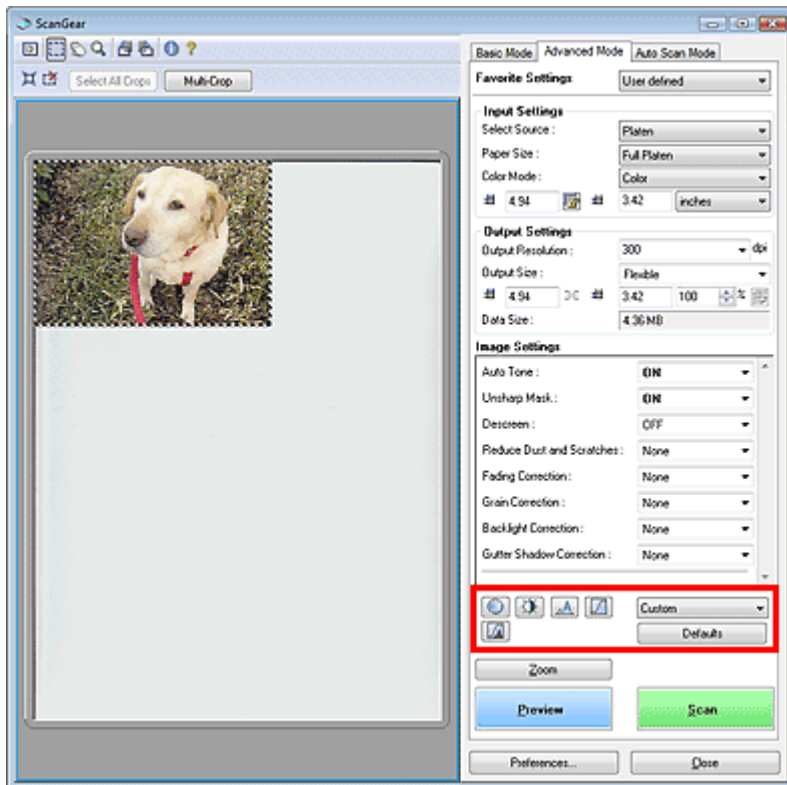 ScanGear
Select All Crops Multi-Crop
Basic Mode Advanced Mode Auto Scan Mode
Favorite Settings User defined
Input Settings
Select Source : Platen
Paper Size : Full Platen
Color Mode : Color
4.94 3.42 inches
Output Settings
Output Resolution : 300 dpi
Output Size : Flexible
4.94 3.42 100 %
Data Size : 4.36 MB
Image Settings
Auto Tone : ON
Unsharp Mask : ON
Descreen : OFF
Reduce Dust and Scratches : None
Fading Correction : None
Grain Correction : None
Backlight Correction : None
Gutter Shadow Correction : None
Custom
Defaults
Zoom
Preview Scan
Preferences... Close